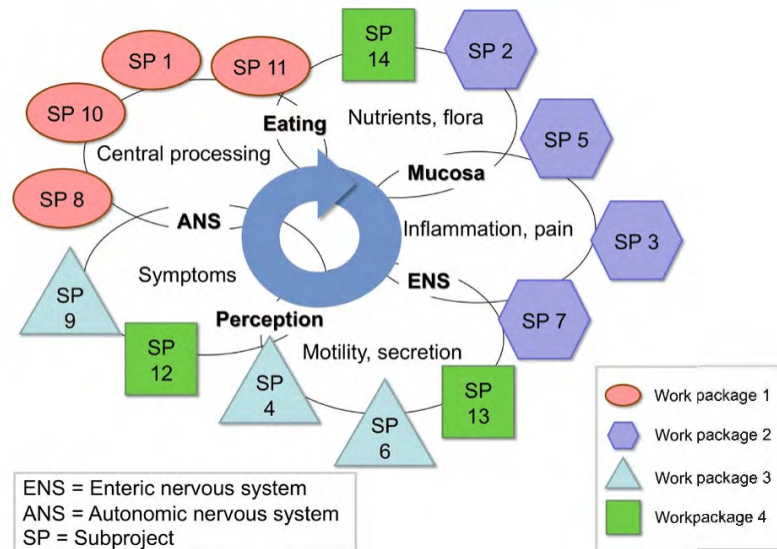 SP
14
SP 2
SP 1
SP 11
SP 10
Eating
Nutrients, flora
SP 5
Central processing
Mucosa
SP 8
ANS
Inflammation, pain
SP 3
Symptoms
ENS
SP
9
Perception
SP 7
SP
12
Motility, secretion
SP
4
SP
13
SP
6
Work package 1
Work package 2
Work package 3
Workpackage 4
ENS = Enteric nervous system
ANS = Autonomic nervous system
SP = Subproject